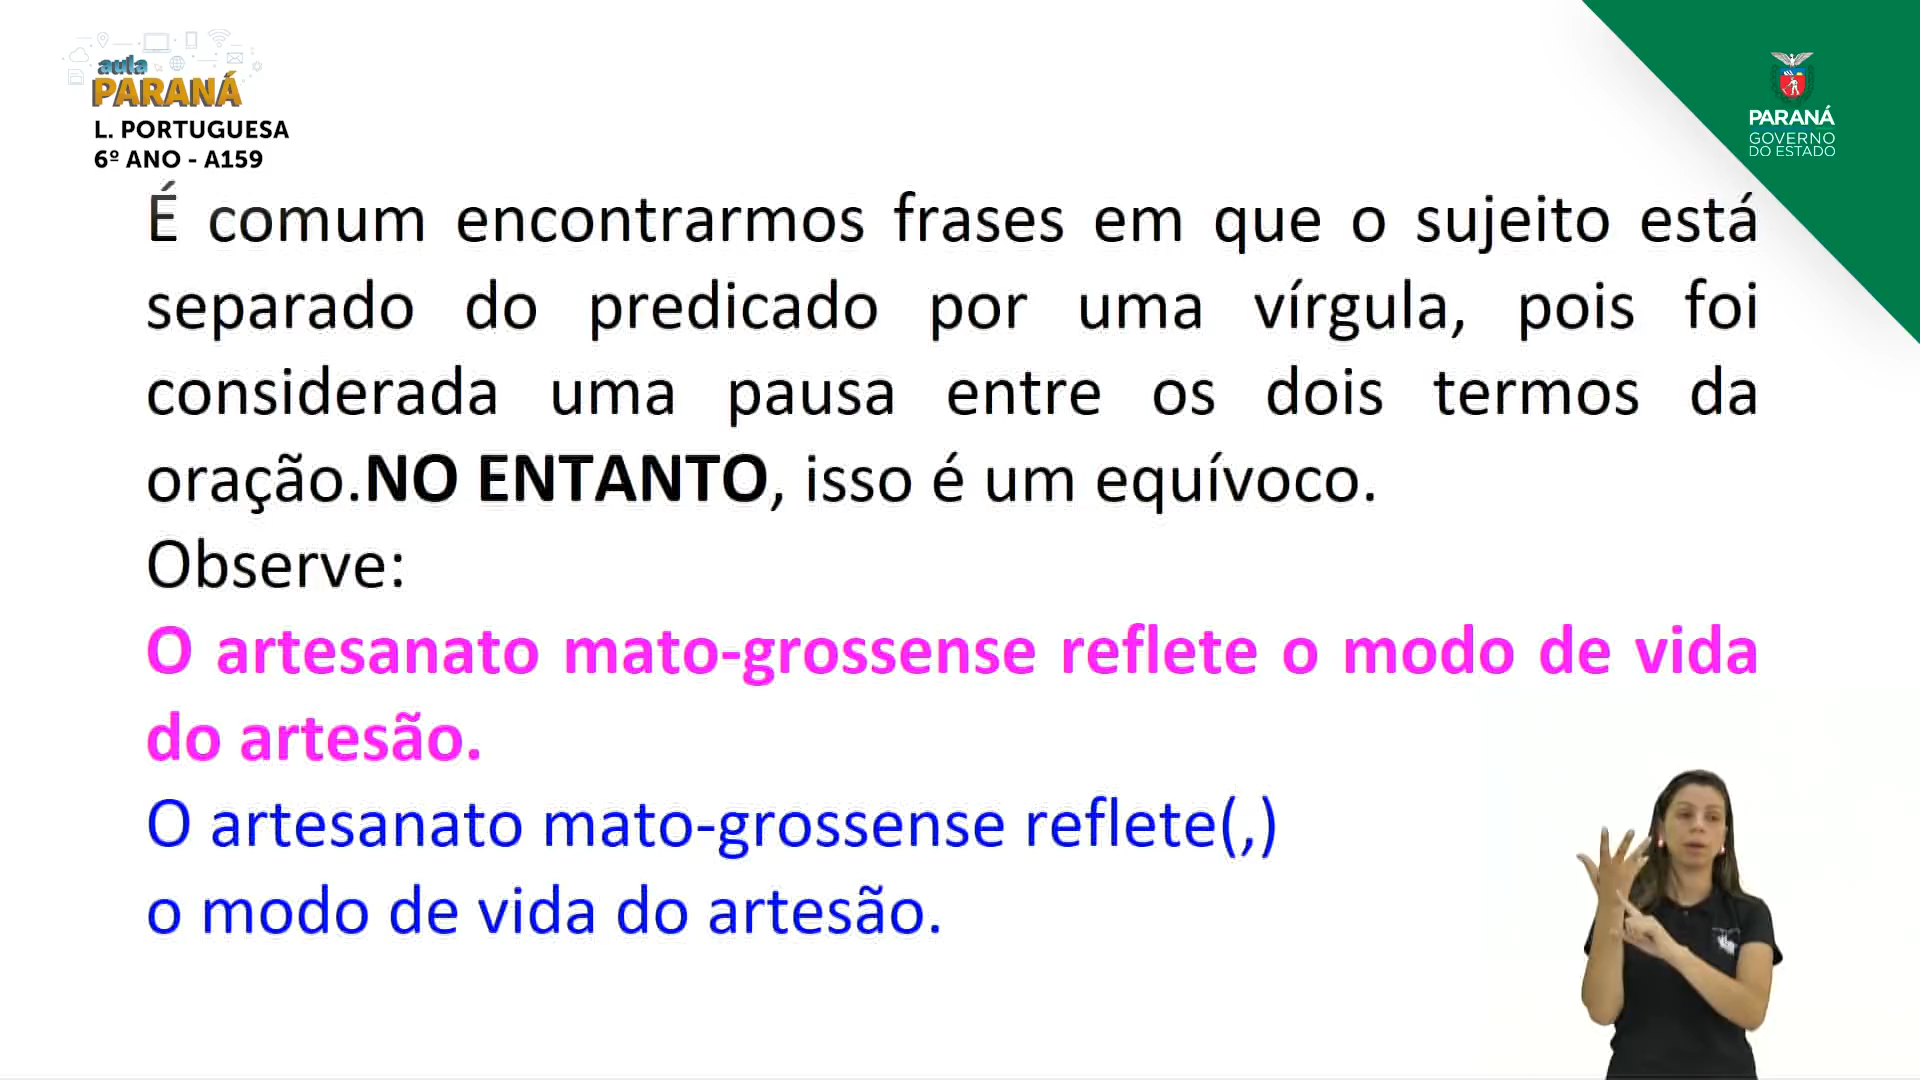 aula
PARANÁ
L. PORTUGUESA
6º ANO - A159
PARANÁ
GOVERNO
DO ESTADO
É comum encontrarmos frases em que o sujeito está
separado do predicado por uma vírgula, pois foi
considerada uma pausa entre os dois termos da
oração.NO ENTANTO, isso é um equívoco.
Observe:
O artesanato mato-grossense reflete o modo de vida
do artesão.
O artesanato mato-grossense reflete(,)
o modo de vida do artesão.